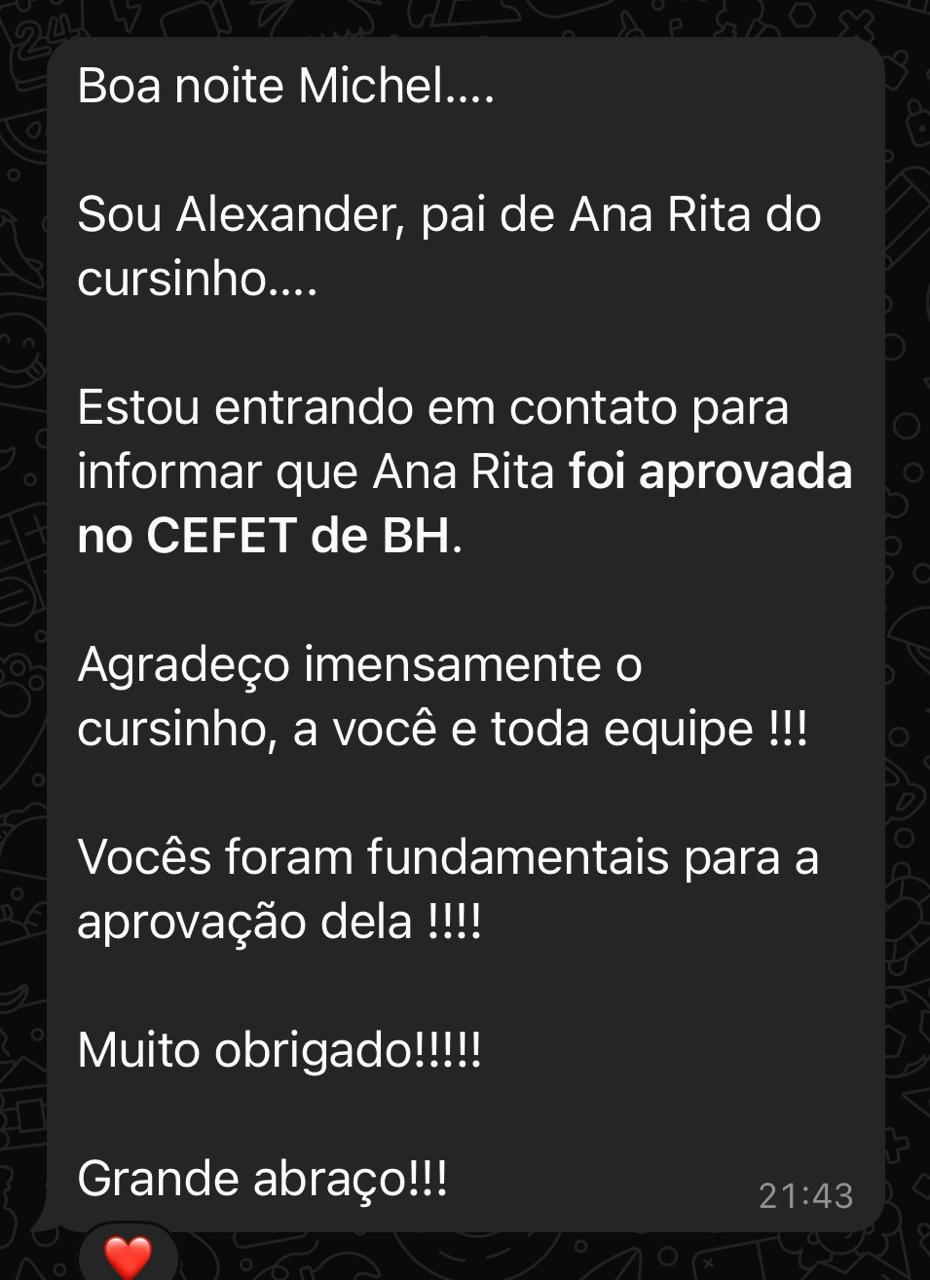 Boa noite Michel....
Sou Alexander, pai de Ana Rita do
cursinho....
Estou entrando em contato para
informar que Ana Rita foi aprovada
no CEFET de BH.
Agradeço imensamente o
cursinho, a você e toda equipe !!!
Vocês foram fundamentais para a
aprovação dela !!!!
Muito obrigado!!!!!
Grande abraço!!!
21:43